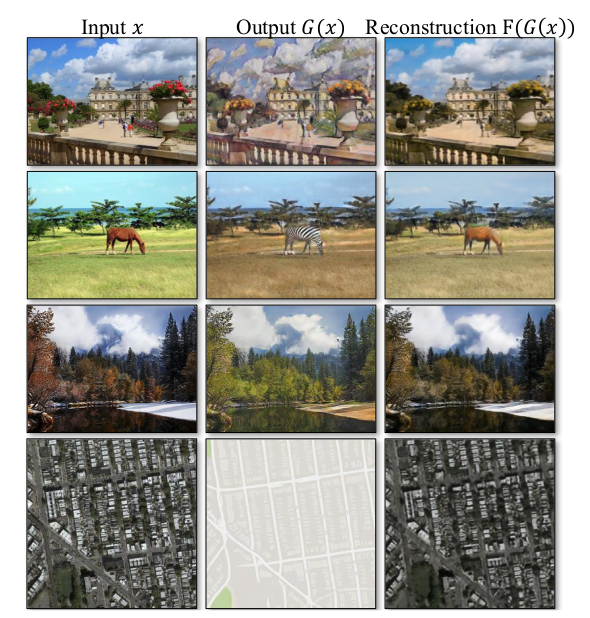 Input x
Output G(x)
Reconstruction F(G(x))